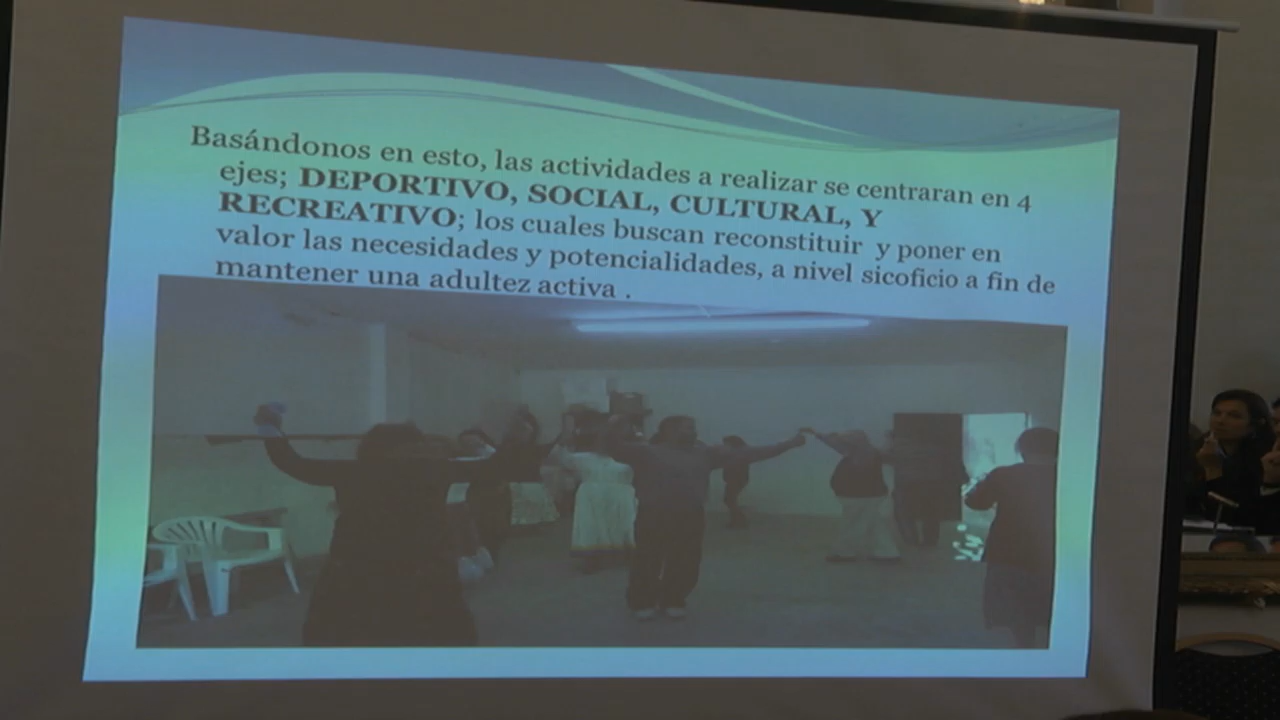 Basándonos en esto, las actividades a realizar se centraran en 4
ejes; DEPORTIVO, SOCIAL, CULTURAL, Y
RECREATIVO; los cuales buscan reconstituir y poner en
valor las necesidades y potencialidades, a nivel sicoficio a fin de
mantener una adultez activa .